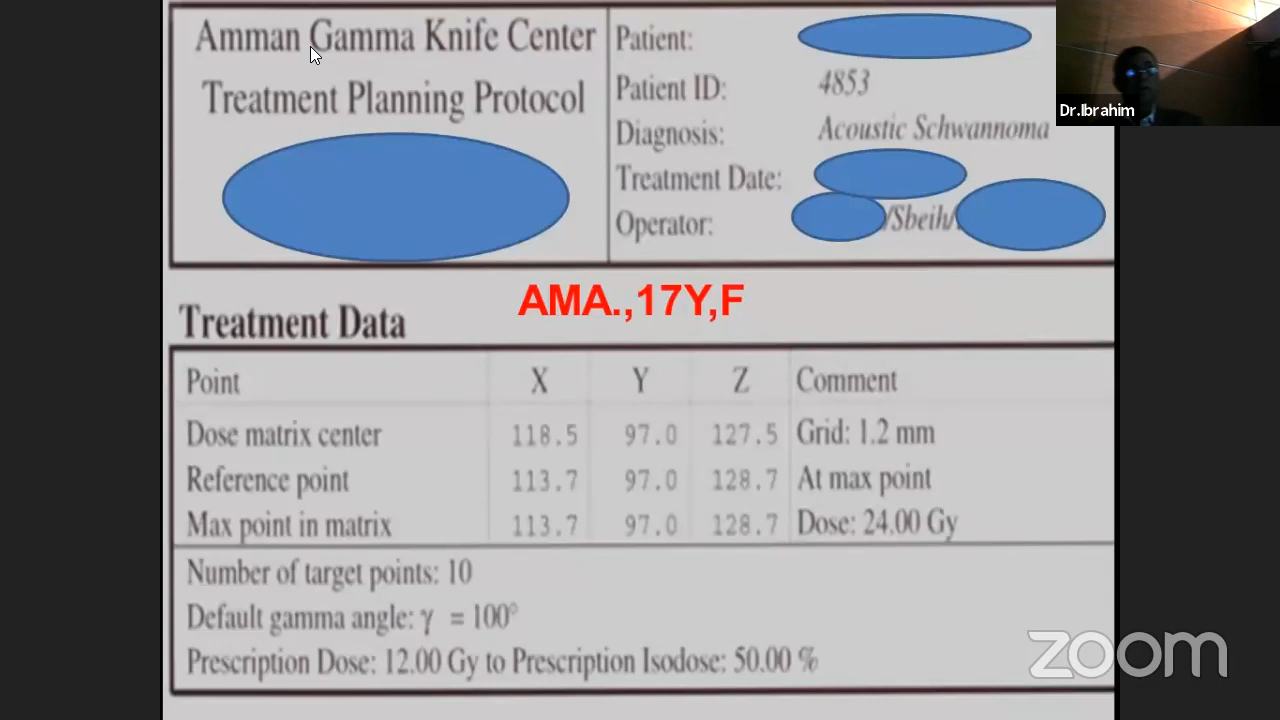 Amman Gamma Knife Center
Treatment Planning Protocol
Patient:
Patient ID: 4853
Diagnosis: Acoustic Schwannoma
Treatment Date:
Operator: /Sbeih/
Dr.Ibrahim
AMA.,17Y,F
Treatment Data
Point X Y Z Comment
Dose matrix center 118.5 97.0 127.5 Grid: 1.2 mm
Reference point 113.7 97.0 128.7 At max point
Max point in matrix 113.7 97.0 128.7 Dose: 24.00 Gy
Number of target points: 10
Default gamma angle: γ = 100°
Prescription Dose: 12.00 Gy to Prescription Isodose: 50.00 %
zoom